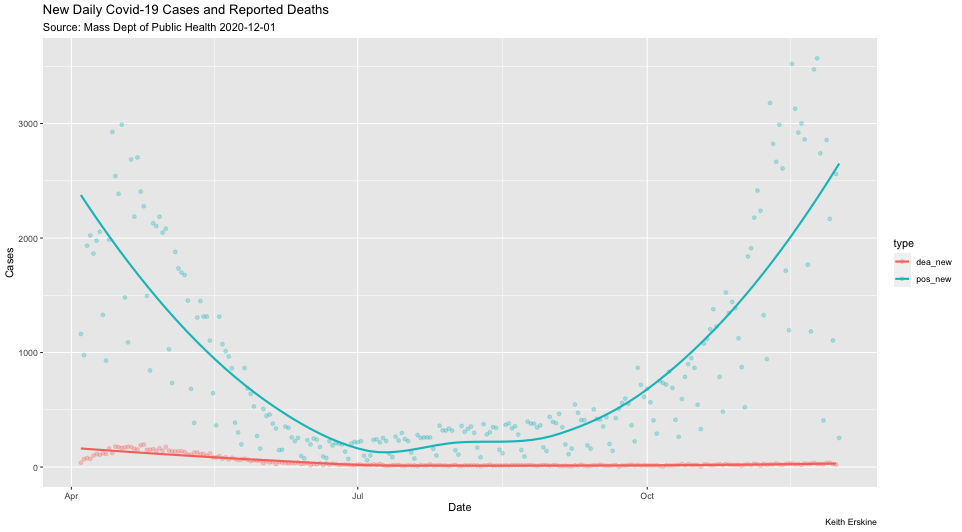 New Daily Covid-19 Cases and Reported Deaths
Source: Mass Dept of Public Health 2020-12-01
3000
2000
1000
0
Cases
Apr
Jul
Oct
Date
type
dea_new
pos_new
Keith Erskine